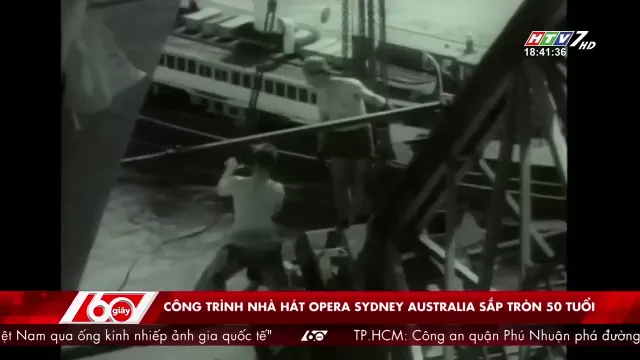 HTV7 HD
18:41:36
60 giây
CÔNG TRÌNH NHÀ HÁT OPERA SYDNEY AUSTRALIA SẮP TRÒN 50 TUỔI
ệt Nam qua ống kính nhiếp ảnh gia quốc tế" 60 TP.HCM: Công an quận Phú Nhuận phá đường